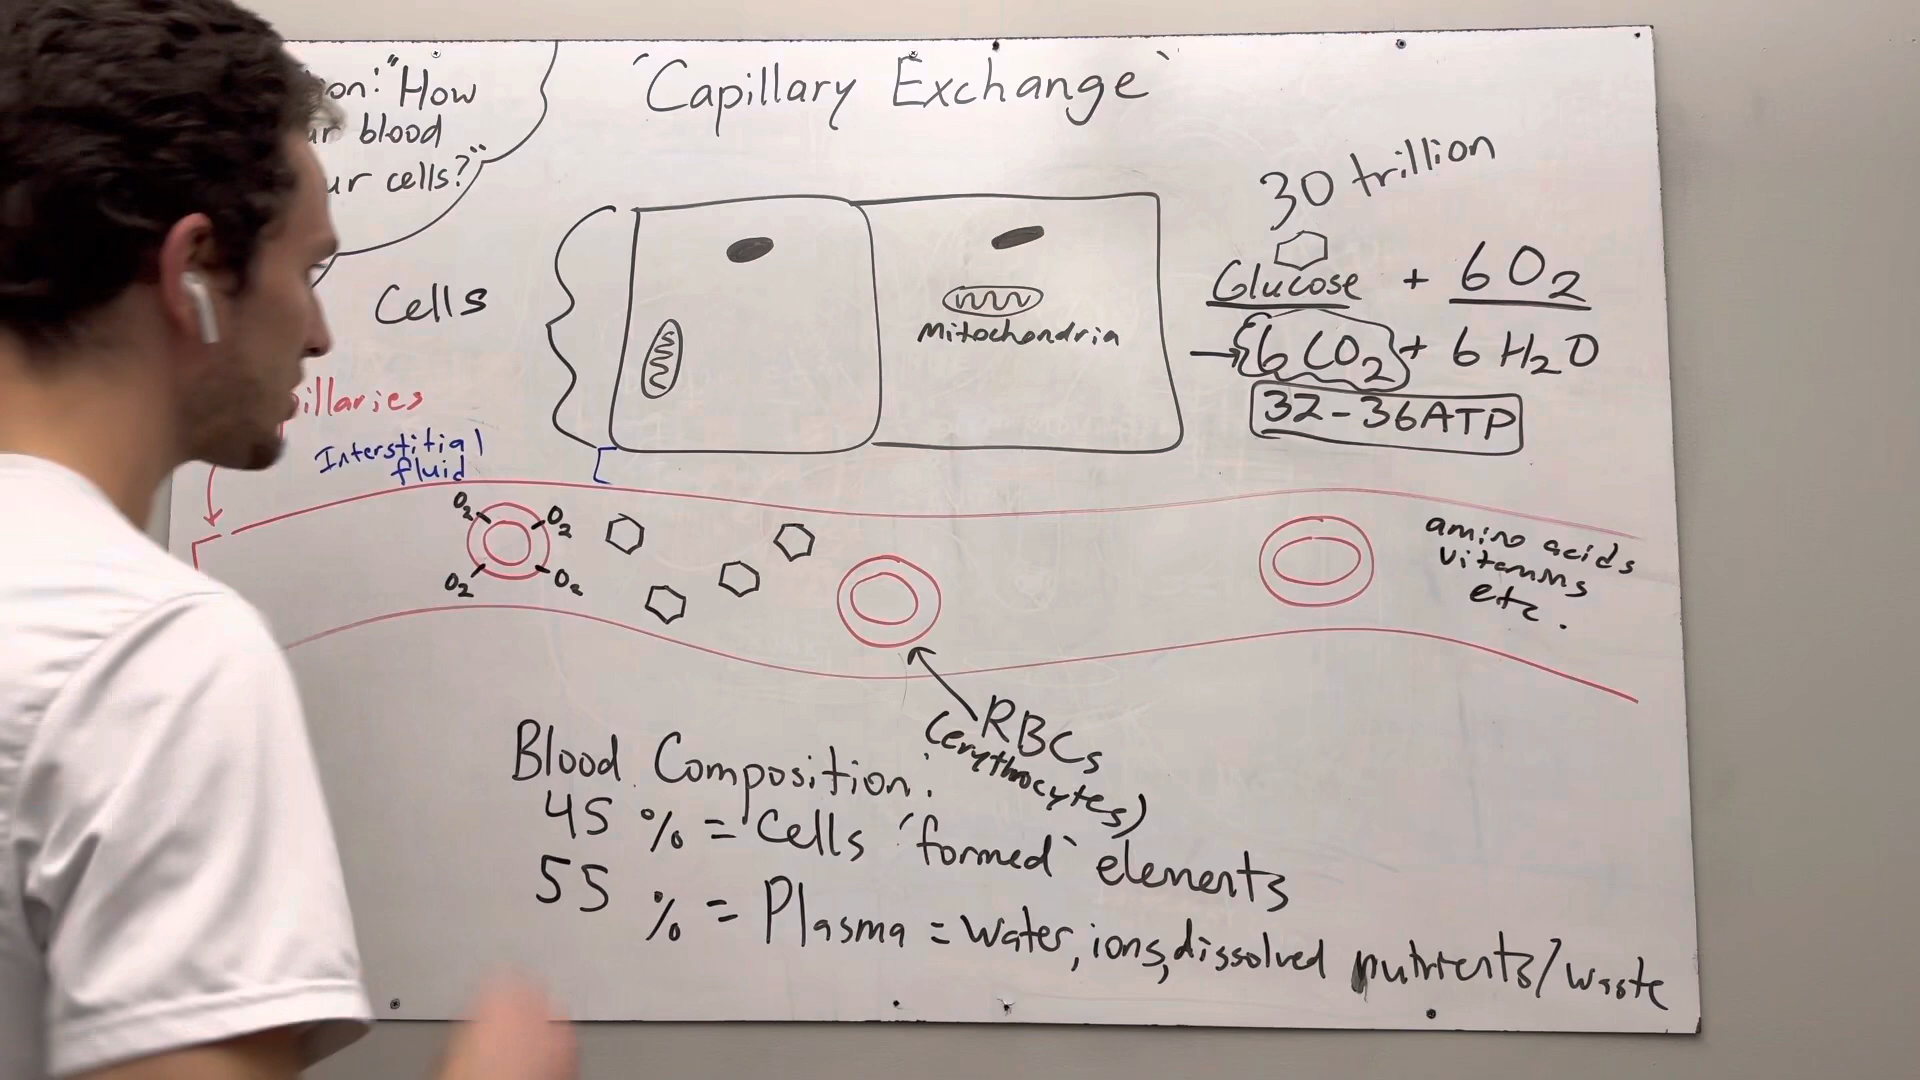 on: "How
ur blood
ur cells?"
'Capillary Exchange'
30 trillion
Glucose + 6O2
→ 6CO2 + 6H2O
32-36ATP
Cells
Mitochondria
illaries
Interstitial
fluid
O2 O2
O2 O2
amino acids
vitamins
etc.
RBCs
(erythrocytes)
Blood Composition:
45 % = Cells 'formed' elements
55 % = Plasma = water, ions, dissolved nutrients/waste